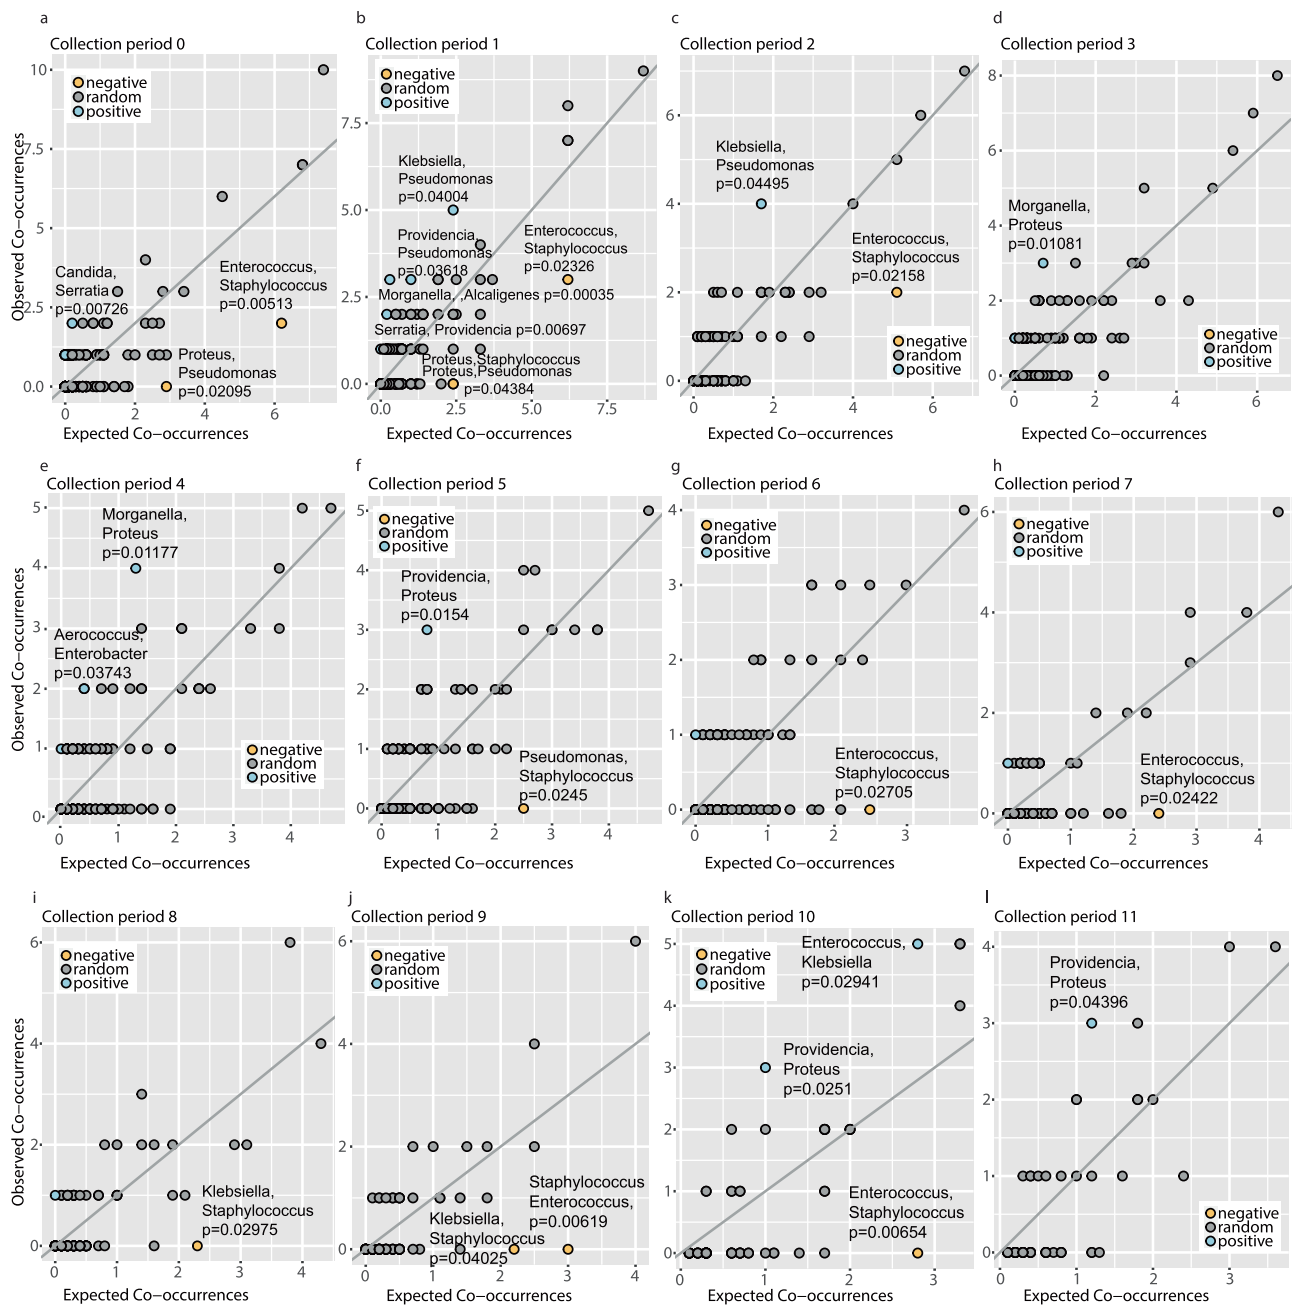 a
Collection period 0
negative
random
positive
10
7.5
5
2.5
0.0
Observed Co−occurrences
Candida,
Serratia
p=0.00726
Enterococcus,
Staphylococcus
p=0.00513
Proteus,
Pseudomonas
p=0.02095
0
2
4
6
Expected Co−occurrences
b
Collection period 1
negative
random
positive
7.5
5.0
2.5
0.0
Klebsiella,
Pseudomonas
p=0.04004
Providencia,
Pseudomonas
p=0.03618
Enterococcus,
Staphylococcus
p=0.02326
Morganella, ,Alcaligenes p=0.00035
Serratia, Providencia p=0.00697
Proteus,Staphylococcus
Proteus,Pseudomonas
p=0.04384
0.0
2.5
5.0
7.5
Expected Co−occurrences
c
Collection period 2
6
4
2
0
Klebsiella,
Pseudomonas
p=0.04495
Enterococcus,
Staphylococcus
p=0.02158
negative
random
positive
0
2
4
6
Expected Co−occurrences
d
Collection period 3
8
6
4
2
0
Morganella,
Proteus
p=0.01081
negative
random
positive
0
2
4
6
Expected Co−occurrences
e
Collection period 4
5
4
3
2
1
0
Observed Co−occurrences
Morganella,
Proteus
p=0.01177
Aerococcus,
Enterobacter
p=0.03743
negative
random
positive
0
1
2
3
4
Expected Co−occurrences
f
Collection period 5
negative
random
positive
5
4
3
2
1
0
Providencia,
Proteus
p=0.0154
Pseudomonas,
Staphylococcus
p=0.0245
0
1
2
3
4
Expected Co−occurrences
g
Collection period 6
negative
random
positive
4
3
2
1
0
Enterococcus,
Staphylococcus
p=0.02705
0
1
2
3
Expected Co−occurrences
h
Collection period 7
negative
random
positive
6
4
2
0
Enterococcus,
Staphylococcus
p=0.02422
0
1
2
3
4
Expected Co−occurrences
i
Collection period 8
negative
random
positive
6
4
2
0
Observed Co−occurrences
Klebsiella,
Staphylococcus
p=0.02975
0
1
2
3
4
Expected Co−occurrences
j
Collection period 9
negative
random
positive
6
4
2
0
Staphylococcus
Enterococcus,
p=0.00619
Klebsiella,
Staphylococcus
p=0.04025
0
1
2
3
4
Expected Co−occurrences
k
Collection period 10
negative
random
positive
5
4
3
2
1
0
Enterococcus,
Klebsiella
p=0.02941
Providencia,
Proteus
p=0.0251
Enterococcus,
Staphylococcus
p=0.00654
0
1
2
3
Expected Co−occurrences
l
Collection period 11
4
3
2
1
0
Providencia,
Proteus
p=0.04396
negative
random
positive
0
1
2
3
Expected Co−occurrences